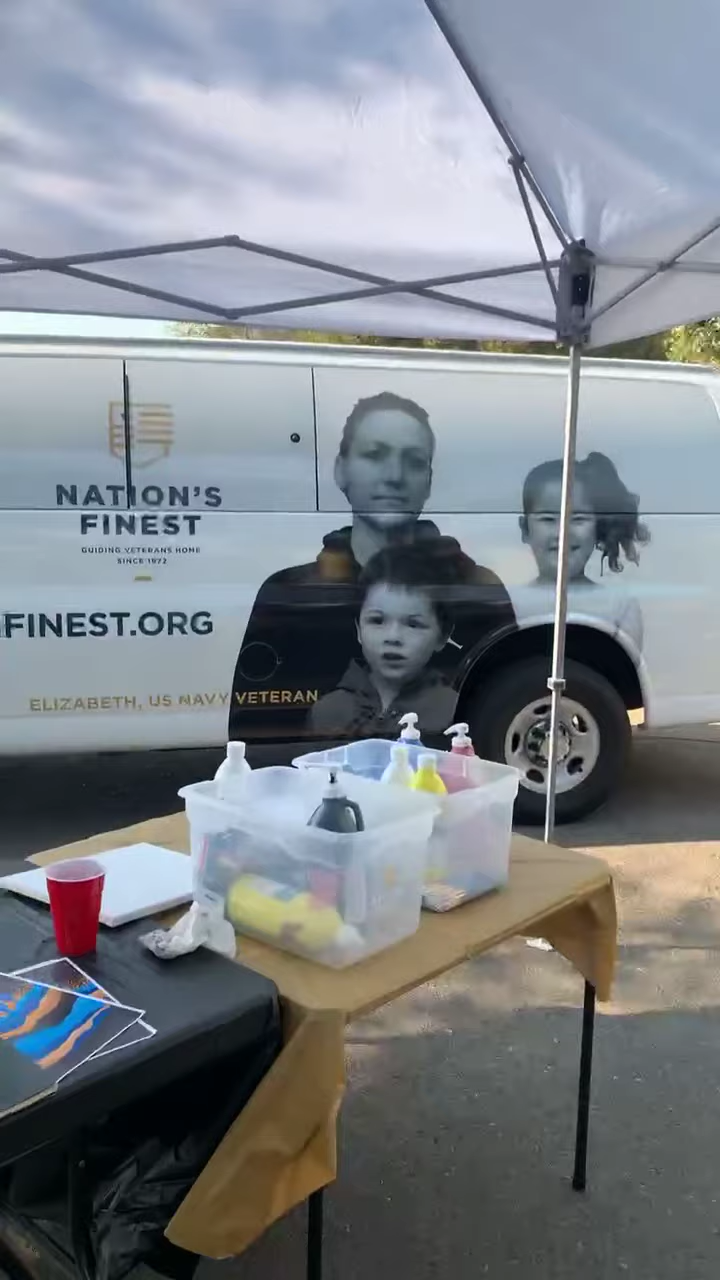 NATION'S
FINEST
GUIDING VETERANS HOME
SINCE 1972
FINEST.ORG
ELIZABETH, US NAVY VETERAN